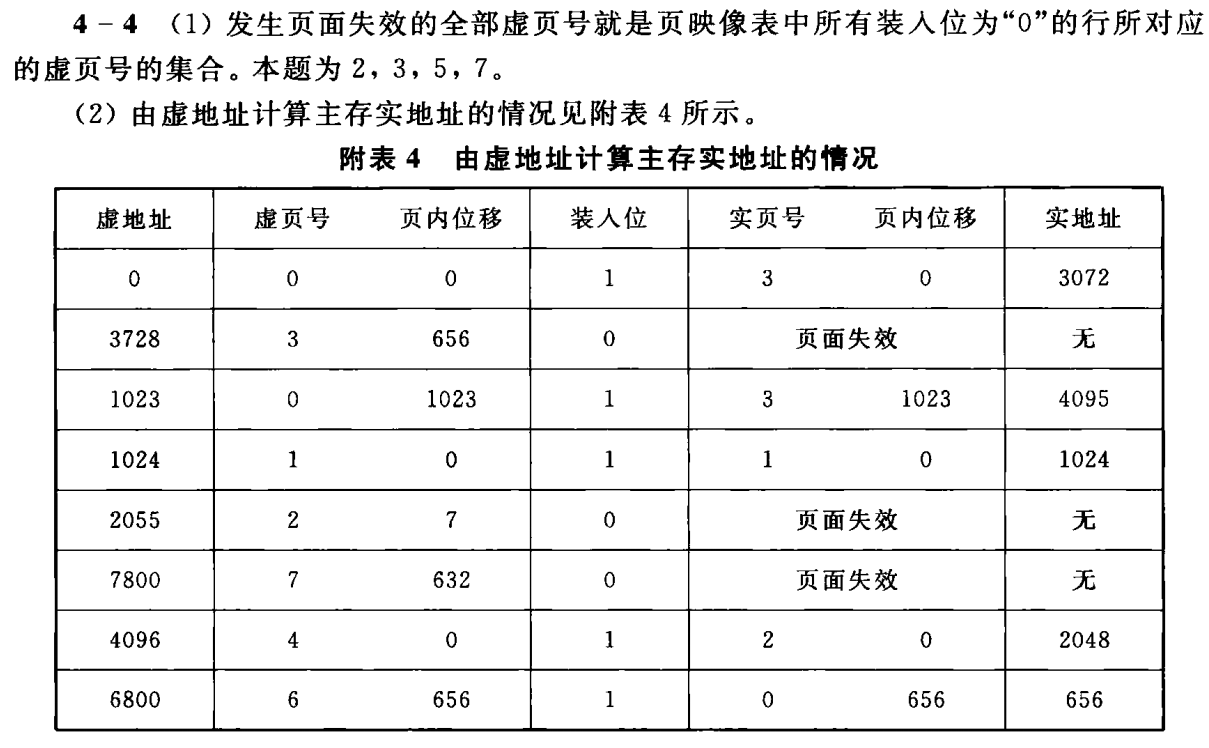 4-4 (1) 发生页面失效的全部虚页号就是页映像表中所有装入位为“0”的行所对应
的虚页号的集合。本题为 2, 3, 5, 7。
(2) 由虚地址计算主存实地址的情况见附表 4 所示。
附表 4 由虚地址计算主存实地址的情况
虚地址 虚页号 页内位移 装入位 实页号 页内位移 实地址
0 0 0 1 3 0 3072
3728 3 656 0 页面失效 无
1023 0 1023 1 3 1023 4095
1024 1 0 1 1 0 1024
2055 2 7 0 页面失效 无
7800 7 632 0 页面失效 无
4096 4 0 1 2 0 2048
6800 6 656 1 0 656 656